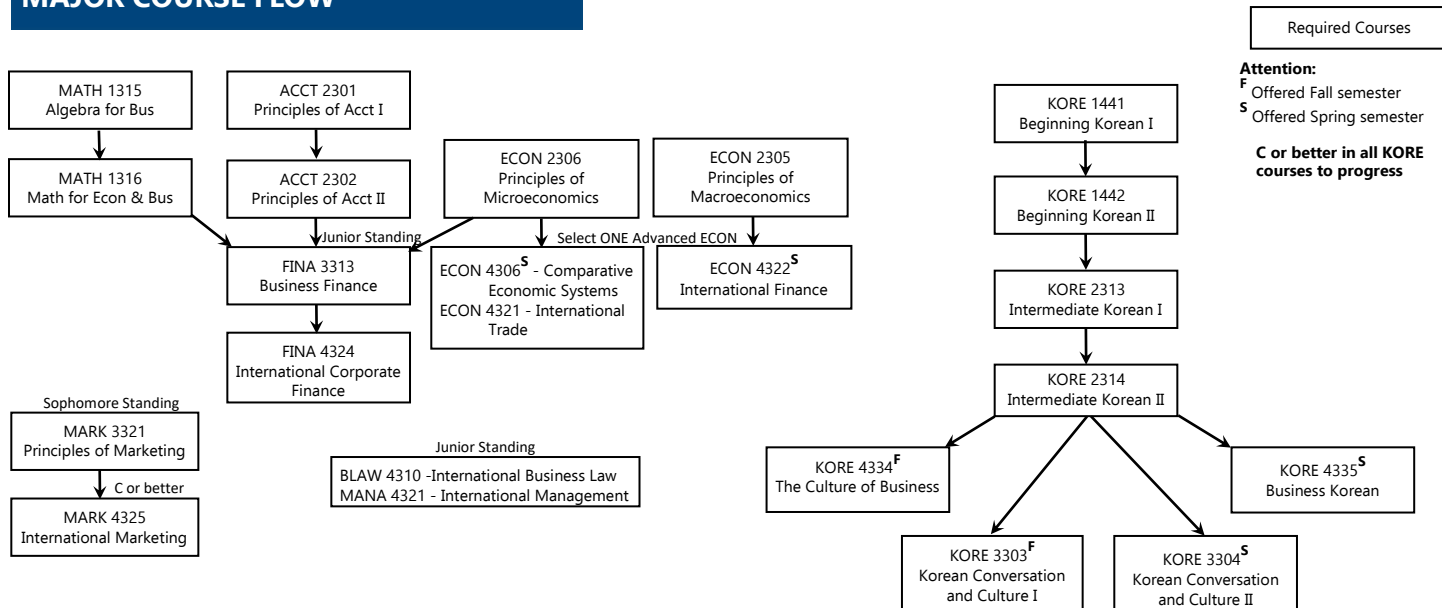 MAJOR COURSE FLOW
Required Courses
Attention:
F Offered Fall semester
S Offered Spring semester
C or better in all KORE
courses to progress
MATH 1315
Algebra for Bus
MATH 1316
Math for Econ & Bus
ACCT 2301
Principles of Acct I
ACCT 2302
Principles of Acct II
ECON 2306
Principles of
Microeconomics
ECON 2305
Principles of
Macroeconomics
Junior Standing
Select ONE Advanced ECON
FINA 3313
Business Finance
ECON 4306S - Comparative
Economic Systems
ECON 4321 - International
Trade
ECON 4322S
International Finance
FINA 4324
International Corporate
Finance
Sophomore Standing
MARK 3321
Principles of Marketing
C or better
MARK 4325
International Marketing
Junior Standing
BLAW 4310 -International Business Law
MANA 4321 - International Management
KORE 1441
Beginning Korean I
KORE 1442
Beginning Korean II
KORE 2313
Intermediate Korean I
KORE 2314
Intermediate Korean II
KORE 4334F
The Culture of Business
KORE 4335S
Business Korean
KORE 3303F
Korean Conversation
and Culture I
KORE 3304S
Korean Conversation
and Culture II